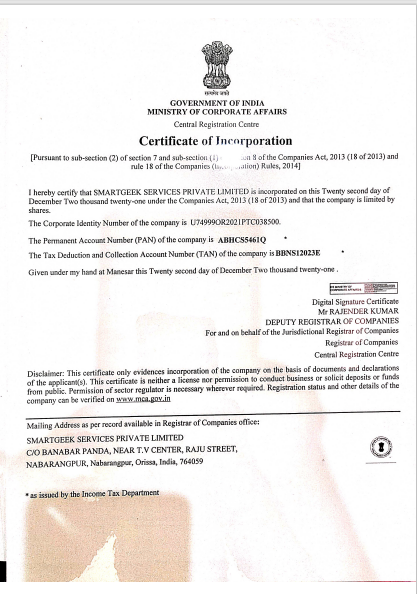 सत्यमेव जयते
GOVERNMENT OF INDIA
MINISTRY OF CORPORATE AFFAIRS
Central Registration Centre
Certificate of Incorporation
[Pursuant to sub-section (2) of section 7 and sub-section (1) 8 of the Companies Act, 2013 (18 of 2013) and
rule 18 of the Companies Rules, 2014]
I hereby certify that SMARTGEEK SERVICES PRIVATE LIMITED is incorporated on this Twenty second day of
December Two thousand twenty-one under the Companies Act, 2013 (18 of 2013) and that the company is limited by
shares.
The Corporate Identity Number of the company is U74999OR2021PTC038500.
The Permanent Account Number (PAN) of the company is ABHCS5461Q *
The Tax Deduction and Collection Account Number (TAN) of the company is BBNS12023E *
Given under my hand at Manesar this Twenty second day of December Two thousand twenty-one .
Digital Signature Certificate
Mr RAJENDER KUMAR
DEPUTY REGISTRAR OF COMPANIES
For and on behalf of the Jurisdictional Registrar of Companies
Registrar of Companies
Central Registration Centre
Disclaimer: This certificate only evidences incorporation of the company on the basis of documents and declarations
of the applicant(s). This certificate is neither a license nor permission to conduct business or solicit deposits or funds
from public. Permission of sector regulator is necessary wherever required. Registration status and other details of the
company can be verified on www.mca.gov.in
Mailing Address as per record available in Registrar of Companies office:
SMARTGEEK SERVICES PRIVATE LIMITED
C/O BANABAR PANDA, NEAR T.V CENTER, RAJU STREET,
NABARANGPUR, Nabarangpur, Orissa, India, 764059
* as issued by the Income Tax Department